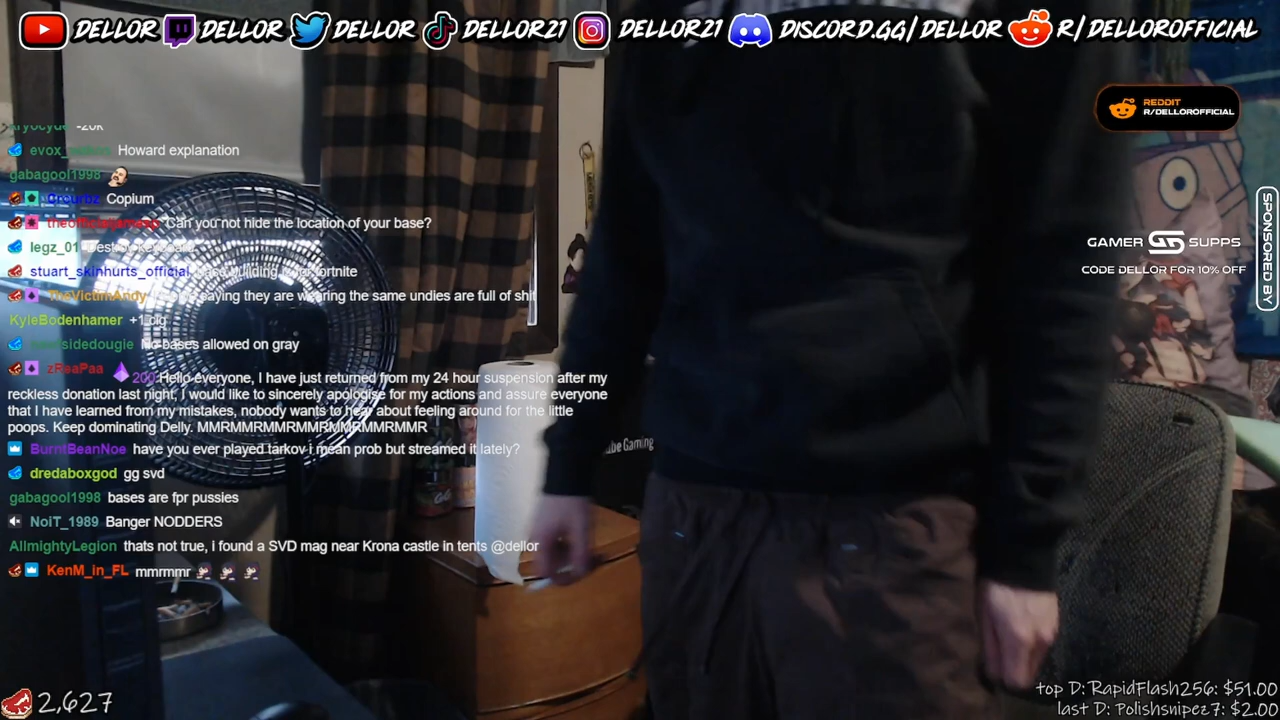 DELLOR DELLOR DELLOR DELLOR21 DELLOR21 DISCORD.GG/DELLOR R/DELLOROFFICIAL
REDDIT
R/DELLOROFFICIAL
SPONSORED BY
GAMER GS SUPPS
CODE DELLOR FOR 10% OFF
-20k
Howard explanation
gabagool1998
Copium
Can you not hide the location of your base?
legz_01
stuart_skinhurts_official fortnite
TheVictimAndy saying they are wearing the same undies are full of shit
KyleBodenhamer +1 cig
No bases allowed on gray
zPeaPaa 200 Hello everyone, I have just returned from my 24 hour suspension after my
reckless donation last night, I would like to sincerely apologise for my actions and assure everyone
that I have learned from my mistakes, nobody wants to hear about feeling around for the little
poops. Keep dominating Delly. MMRMMRMMRMMRMMRMMRMMR
BurntBeanNoe have you ever played tarkov i mean prob but streamed it lately?
dredaboxgod gg svd
gabagool1998 bases are fpr pussies
NoiT_1989 Banger NODDERS
AllmightyLegion thats not true, i found a SVD mag near Krona castle in tents @dellor
KenM_in_FL mmrmmr
ube Gaming
2,627
top D: RapidFlash256: $51.00
last D: Polishsnipez7: $2.00